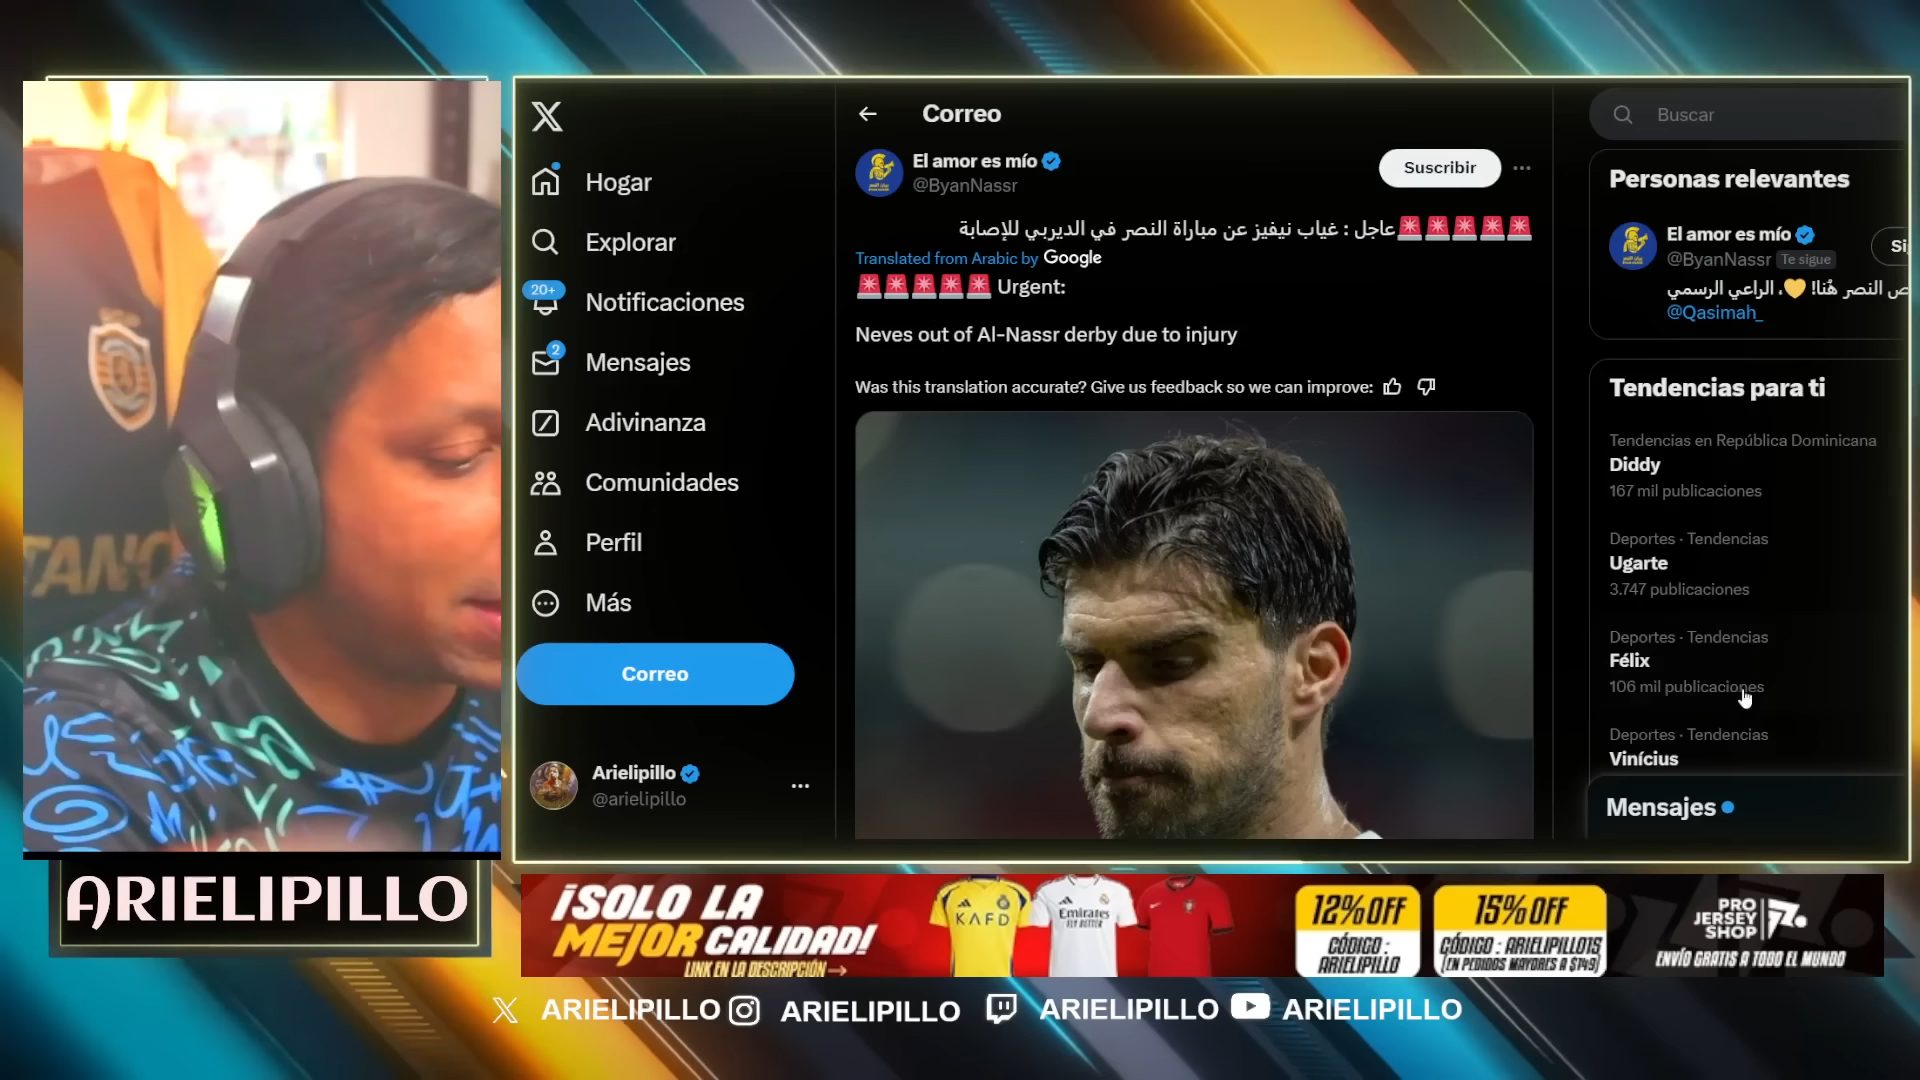 Hogar
Explorar
20+
Notificaciones
2
Mensajes
Adivinanza
Comunidades
Perfil
Más
Correo
Arielipillo
@arielipillo
Correo
El amor es mío
@ByanNassr
Suscribir
عاجل : غياب نيفيز عن مباراة النصر في الديربي للإصابة
Translated from Arabic by Google
Urgent:
Neves out of Al-Nassr derby due to injury
Was this translation accurate? Give us feedback so we can improve:
Buscar
Personas relevantes
El amor es mío
@ByanNassr Te sigue
ص النصر هُنا! 💛، الراعي الرسمي
@Qasimah_
Tendencias para ti
Tendencias en República Dominicana
Diddy
167 mil publicaciones
Deportes · Tendencias
Ugarte
3.747 publicaciones
Deportes · Tendencias
Félix
106 mil publicaciones
Deportes · Tendencias
Vinícius
Mensajes
ARIELIPILLO
¡SOLO LA
MEJOR CALIDAD!
LINK EN LA DESCRIPCIÓN
KAFD
Emirates
FLY BETTER
12% OFF
CÓDIGO :
ARIELIPILLO
15% OFF
CÓDIGO : ARIELIPILLO15
(EN PEDIDOS MAYORES A $149)
PRO
JERSEY
SHOP
ENVÍO GRATIS A TODO EL MUNDO
ARIELIPILLO
ARIELIPILLO
ARIELIPILLO
ARIELIPILLO